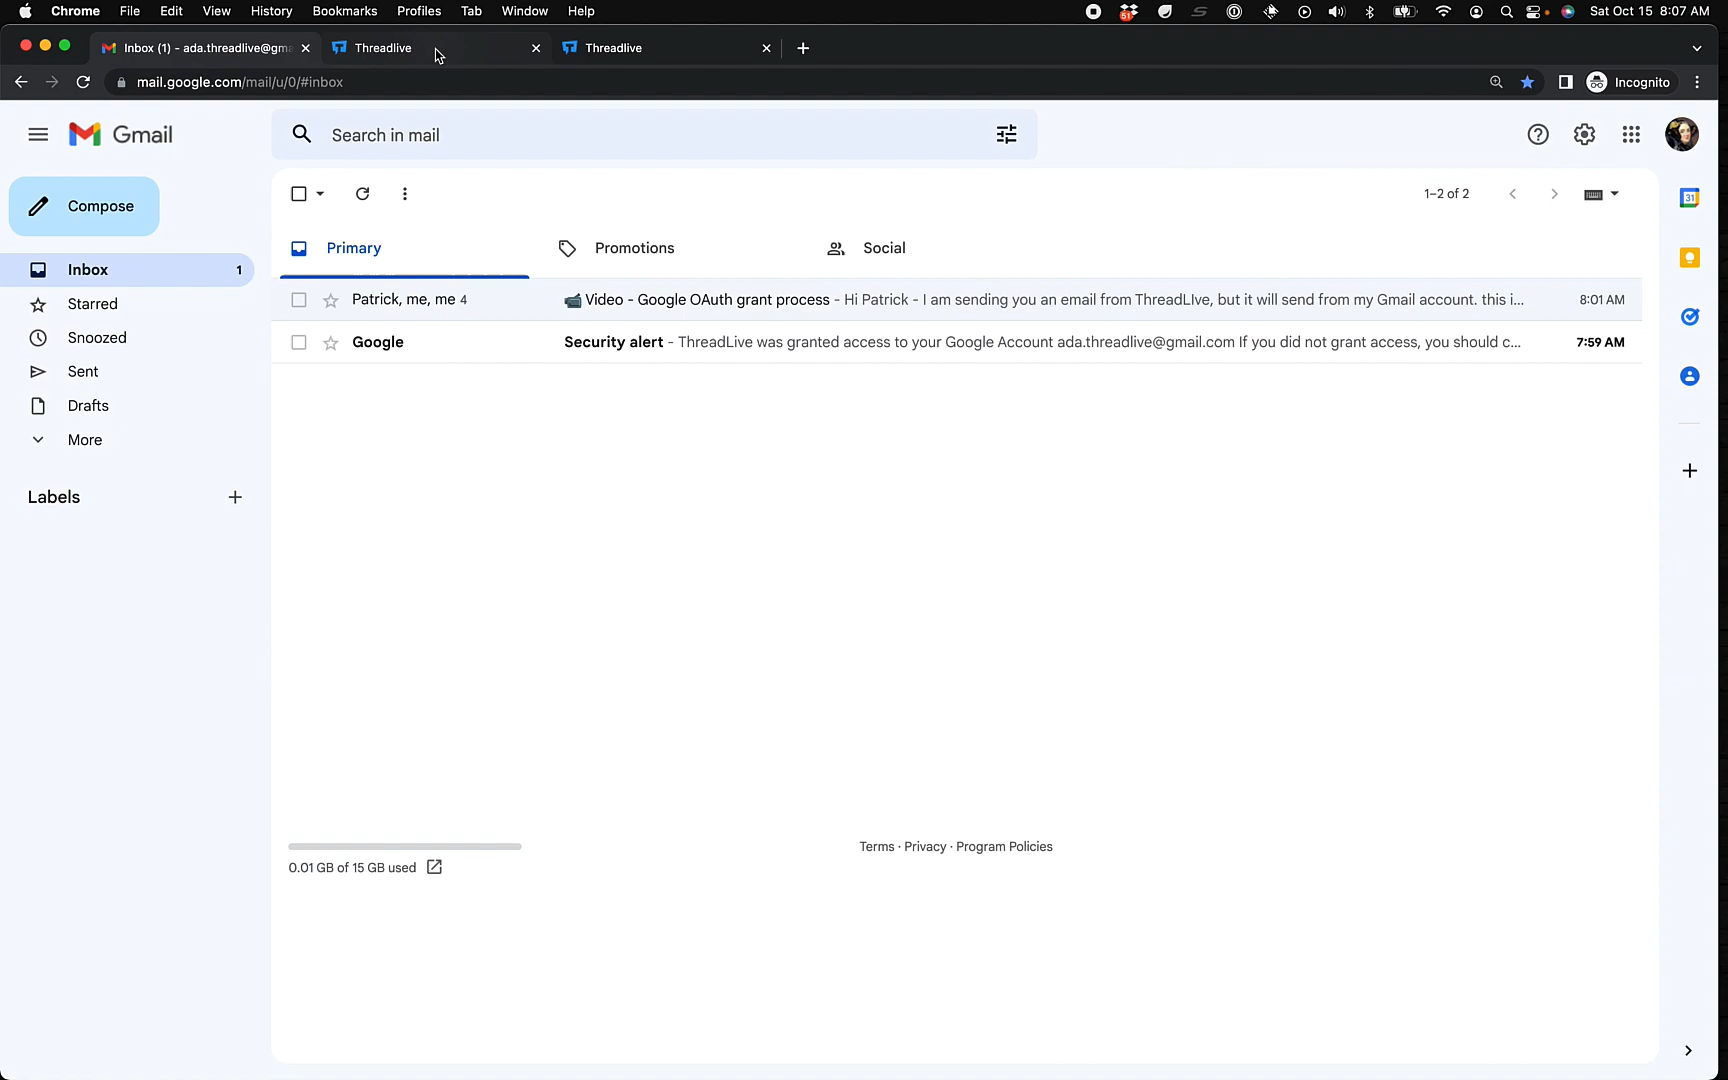 Chrome File Edit View History Bookmarks Profiles Tab Window Help 51 Sat Oct 15 8:07 AM
Inbox (1) - ada.threadlive@gma Threadlive Threadlive
mail.google.com/mail/u/0/#inbox Incognito
Gmail Search in mail
Compose
1–2 of 2
31
Primary Promotions Social
Inbox 1
Starred
Snoozed
Sent
Drafts
More
Labels
Patrick, me, me 4 📹 Video - Google OAuth grant process - Hi Patrick - I am sending you an email from ThreadLIve, but it will send from my Gmail account. this i... 8:01 AM
Google Security alert - ThreadLive was granted access to your Google Account ada.threadlive@gmail.com If you did not grant access, you should c... 7:59 AM
Terms · Privacy · Program Policies
0.01 GB of 15 GB used